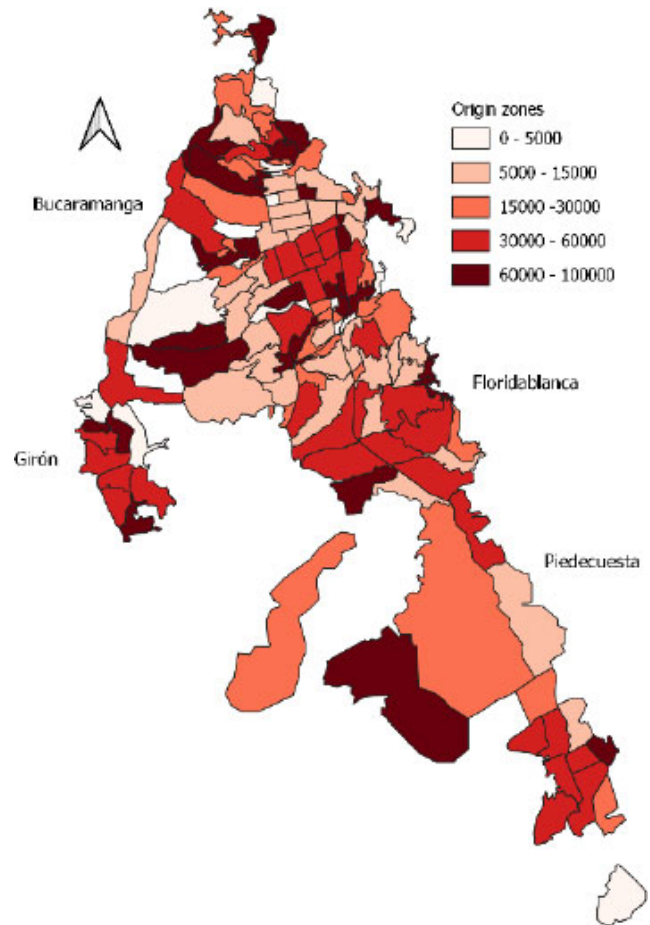 Origin zones
0 - 5000
5000 - 15000
15000 -30000
30000 - 60000
60000 - 100000
Bucaramanga
Floridablanca
Girón
Piedecuesta